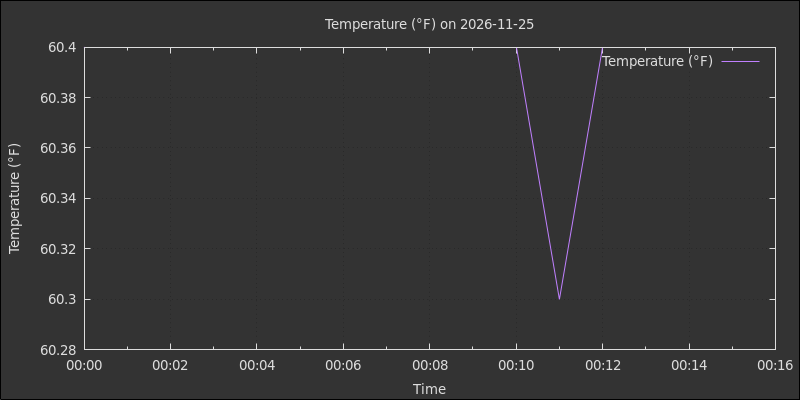 Temperature (°F) on 2026-11-25
60.4
Temperature (°F)
60.38
60.36
60.34
60.32
60.3
60.28
Temperature (°F)
00:00 00:02 00:04 00:06 00:08 00:10 00:12 00:14 00:16
Time